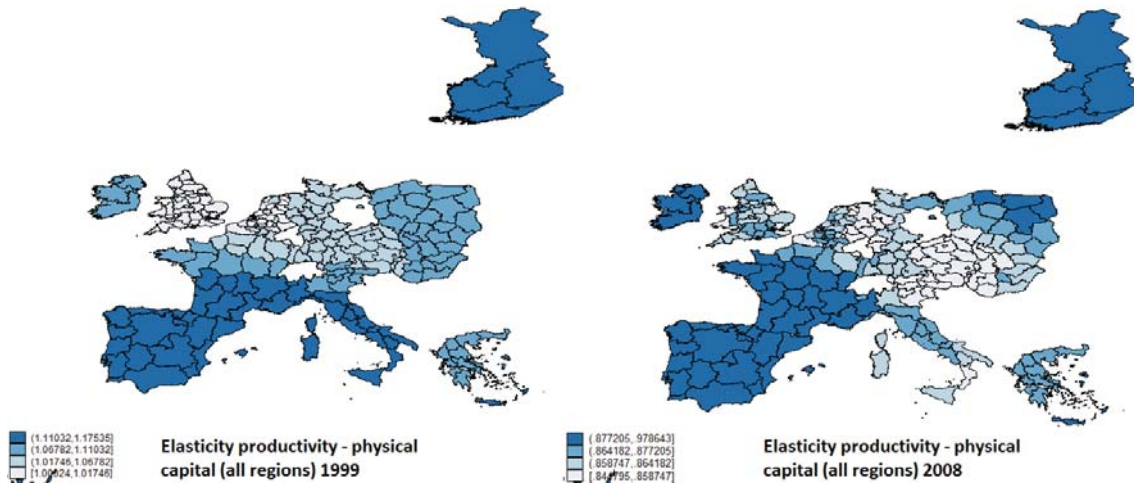 (1.11032,1.17535]
(1.06782,1.11032]
(1.01746,1.06782]
Elasticity productivity - physical
capital (all regions) 1999
(.877205,.978643]
(.864182,.877205]
(.858747,.864182]
Elasticity productivity - physical
capital (all regions) 2008